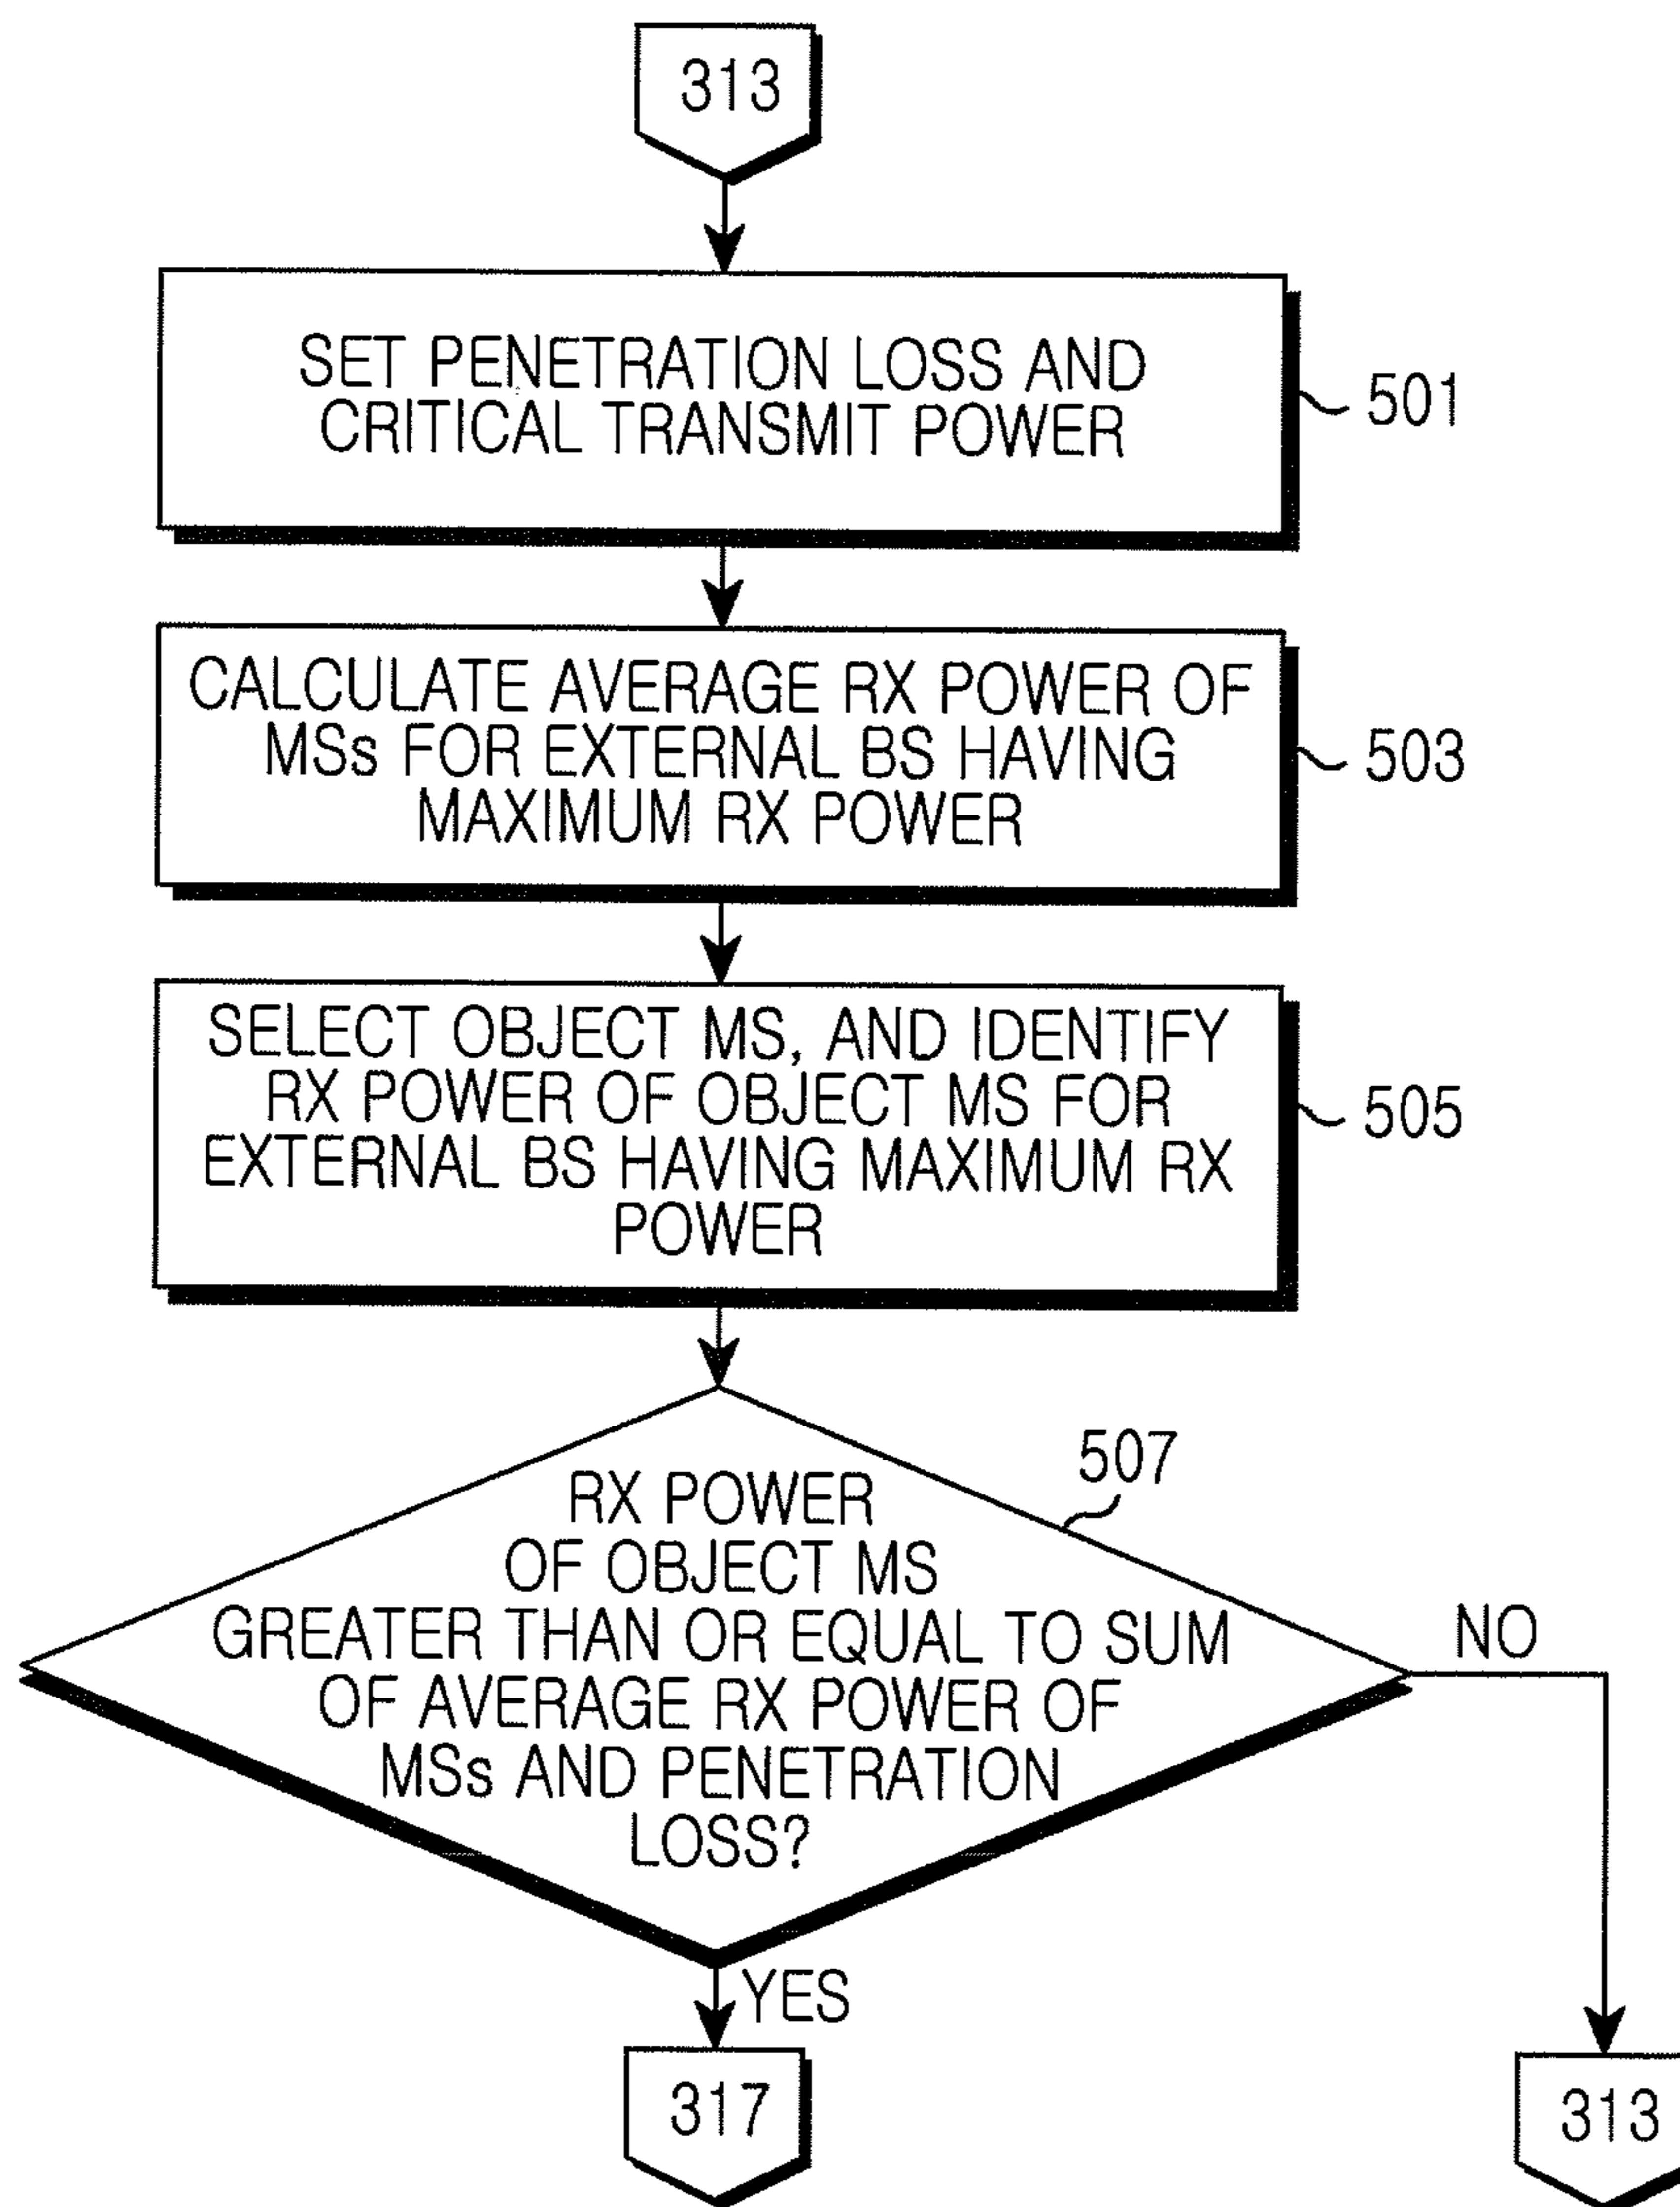 313
SET PENETRATION LOSS AND
CRITICAL TRANSMIT POWER
501
CALCULATE AVERAGE RX POWER OF
MSs FOR EXTERNAL BS HAVING
MAXIMUM RX POWER
503
SELECT OBJECT MS, AND IDENTIFY
RX POWER OF OBJECT MS FOR
EXTERNAL BS HAVING MAXIMUM RX
POWER
505
507
RX POWER
OF OBJECT MS
GREATER THAN OR EQUAL TO SUM
OF AVERAGE RX POWER OF
MSs AND PENETRATION
LOSS?
NO
YES
317
313